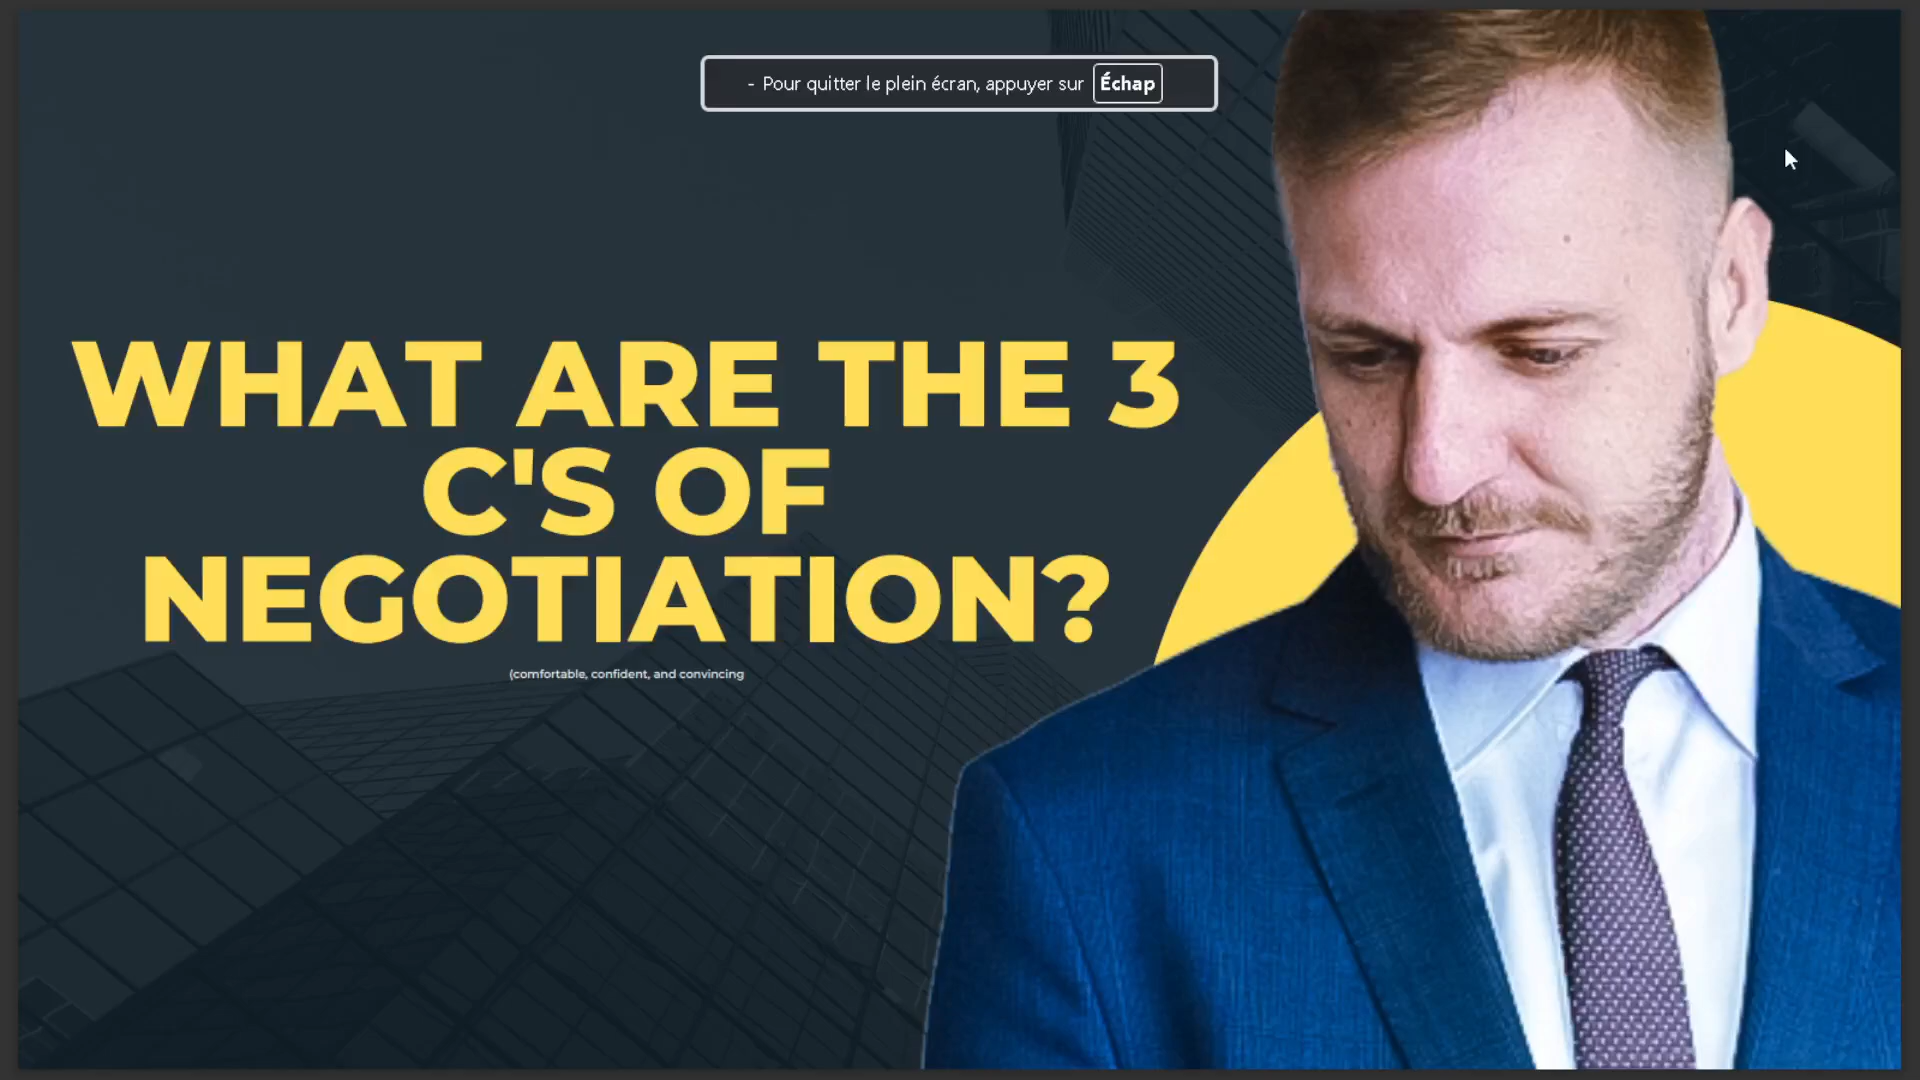 - Pour quitter le plein écran, appuyer sur Échap
WHAT ARE THE 3
C'S OF
NEGOTIATION?
(comfortable, confident, and convincing